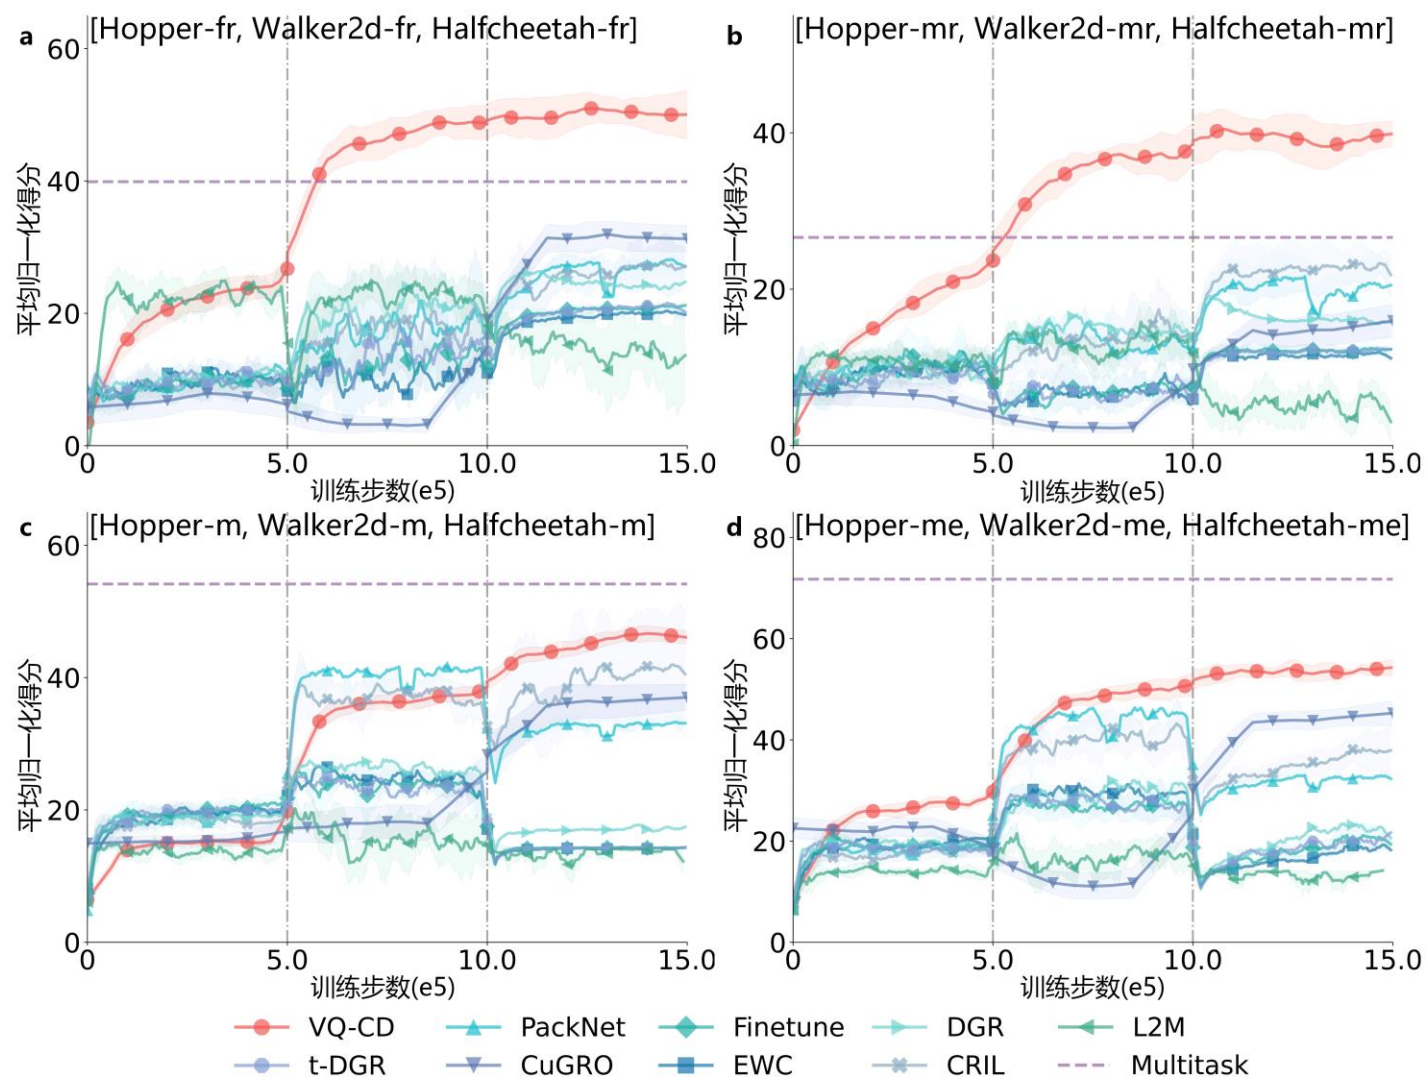 a [Hopper-fr, Walker2d-fr, Halfcheetah-fr]
60
40
20
0
平均归一化得分
0 5.0 10.0 15.0
训练步数(e5)
b [Hopper-mr, Walker2d-mr, Halfcheetah-mr]
40
20
0
平均归一化得分
0 5.0 10.0 15.0
训练步数(e5)
c [Hopper-m, Walker2d-m, Halfcheetah-m]
60
40
20
0
平均归一化得分
0 5.0 10.0 15.0
训练步数(e5)
d [Hopper-me, Walker2d-me, Halfcheetah-me]
80
60
40
20
0
平均归一化得分
0 5.0 10.0 15.0
训练步数(e5)
VQ-CD PackNet Finetune DGR L2M
t-DGR CuGRO EWC CRIL Multitask